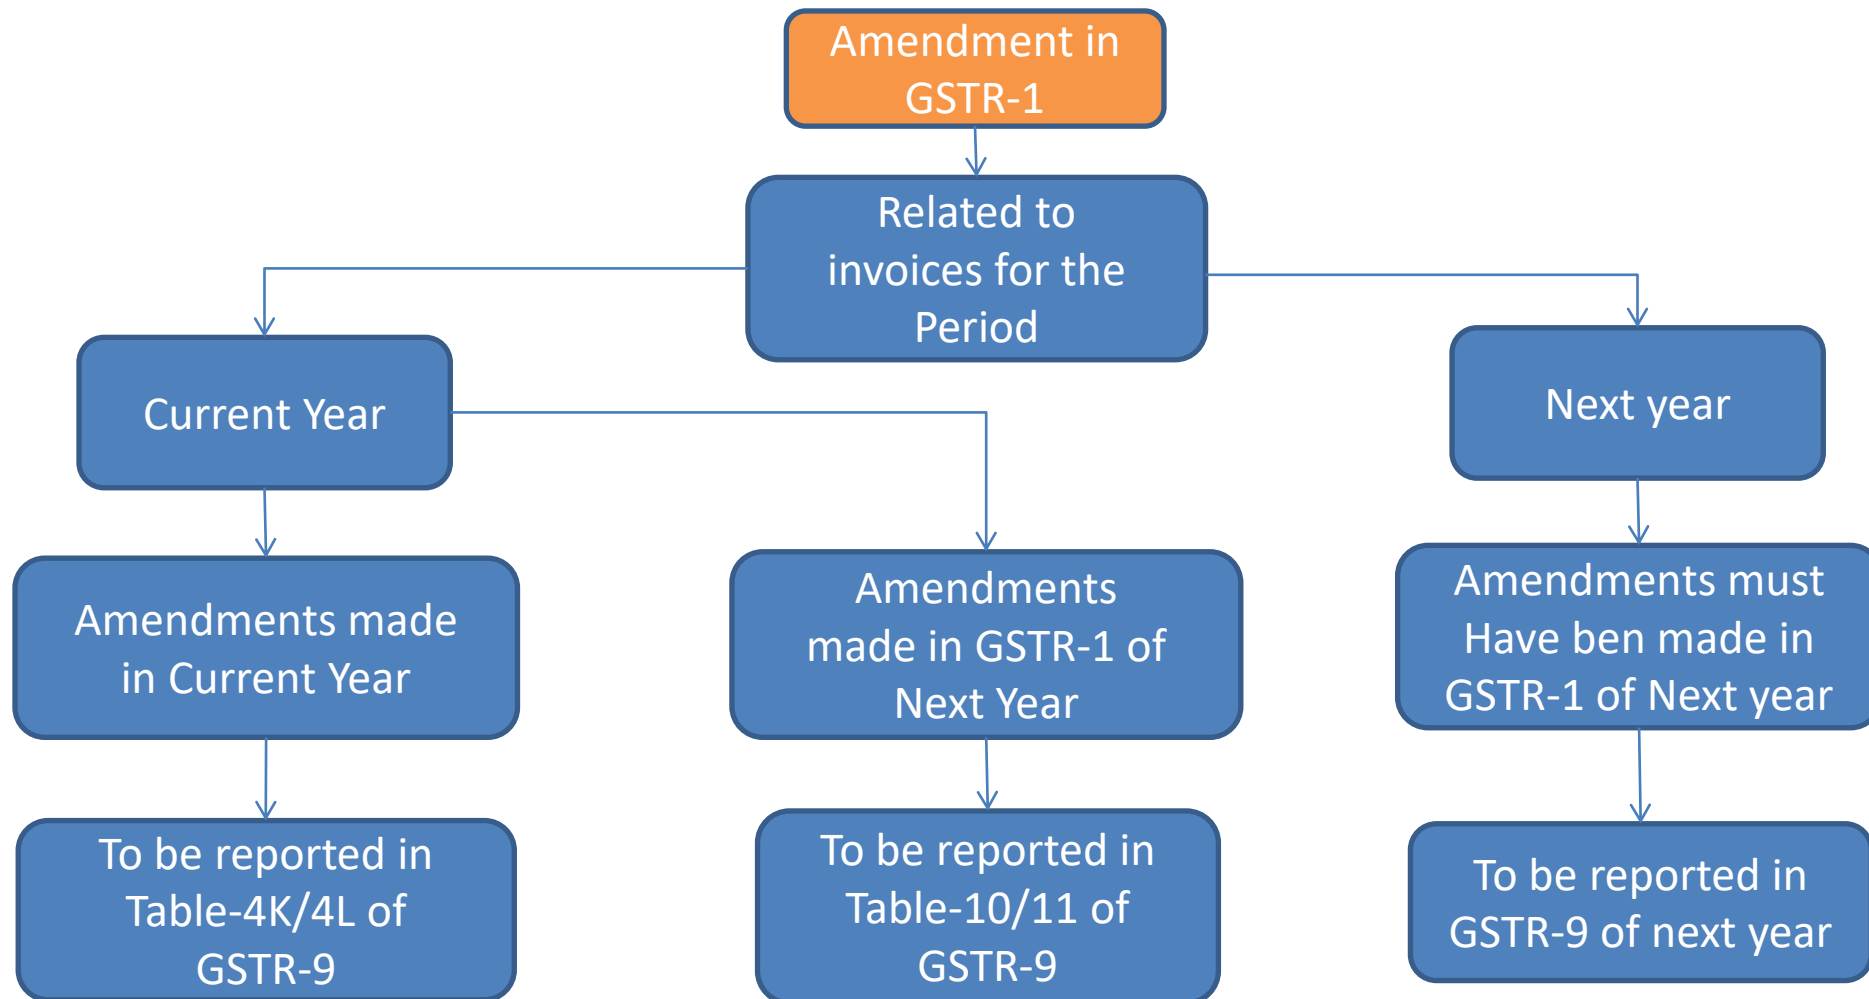 Amendment in
GSTR-1
Related to
invoices for the
Period
Current Year
Next year
Amendments made
in Current Year
Amendments
made in GSTR-1 of
Next Year
Amendments must
Have ben made in
GSTR-1 of Next year
To be reported in
Table-4K/4L of
GSTR-9
To be reported in
Table-10/11 of
GSTR-9
To be reported in
GSTR-9 of next year